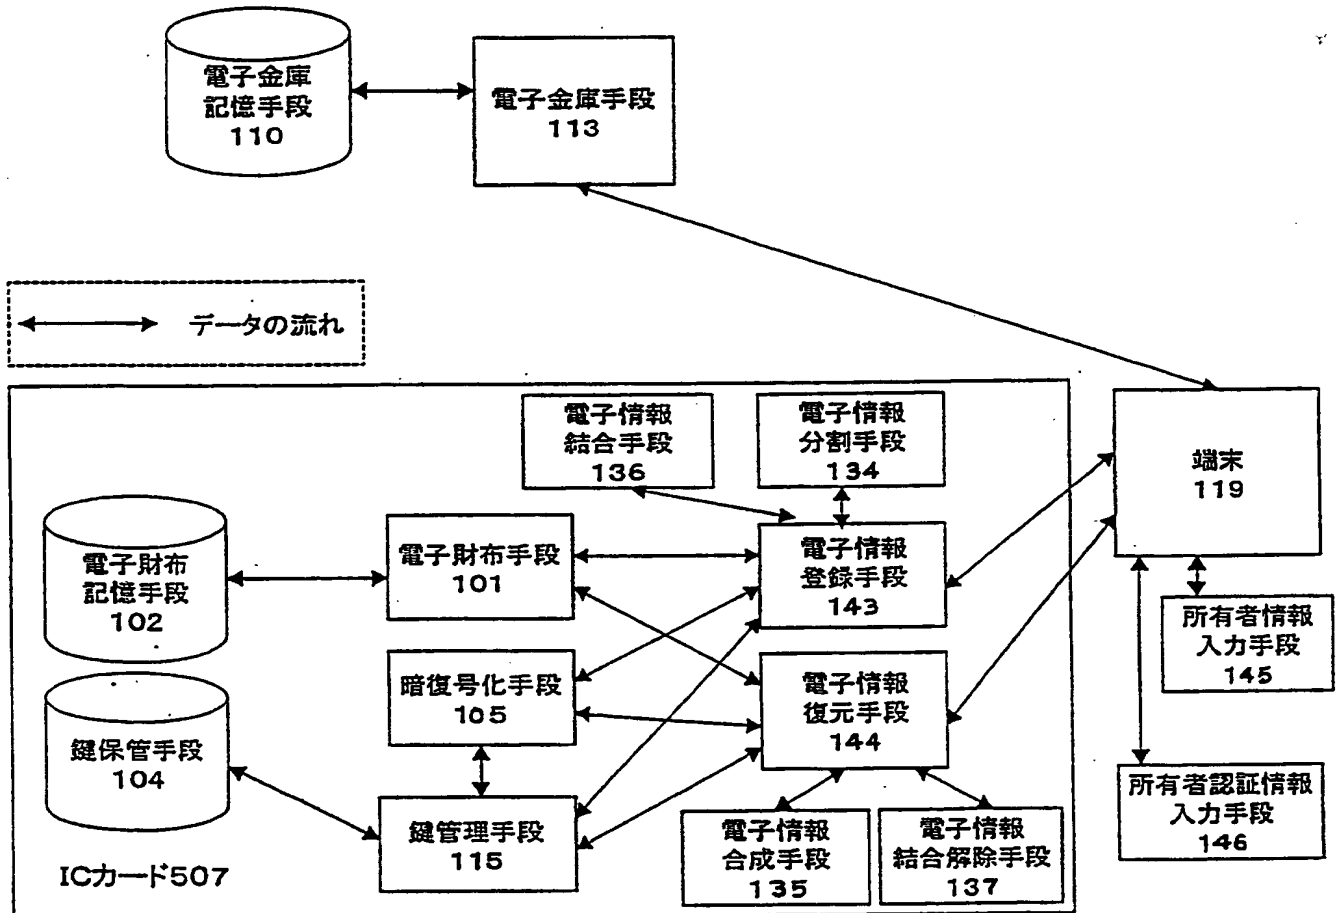 電子金庫
記憶手段
110
電子金庫手段
113
データの流れ
電子情報
結合手段
136
電子情報
分割手段
134
端末
119
電子財布
記憶手段
102
電子財布手段
101
電子情報
登録手段
143
所有者情報
入力手段
145
暗復号化手段
105
電子情報
復元手段
144
鍵保管手段
104
所有者認証情報
入力手段
146
鍵管理手段
115
電子情報
合成手段
135
電子情報
結合解除手段
137
ICカード507